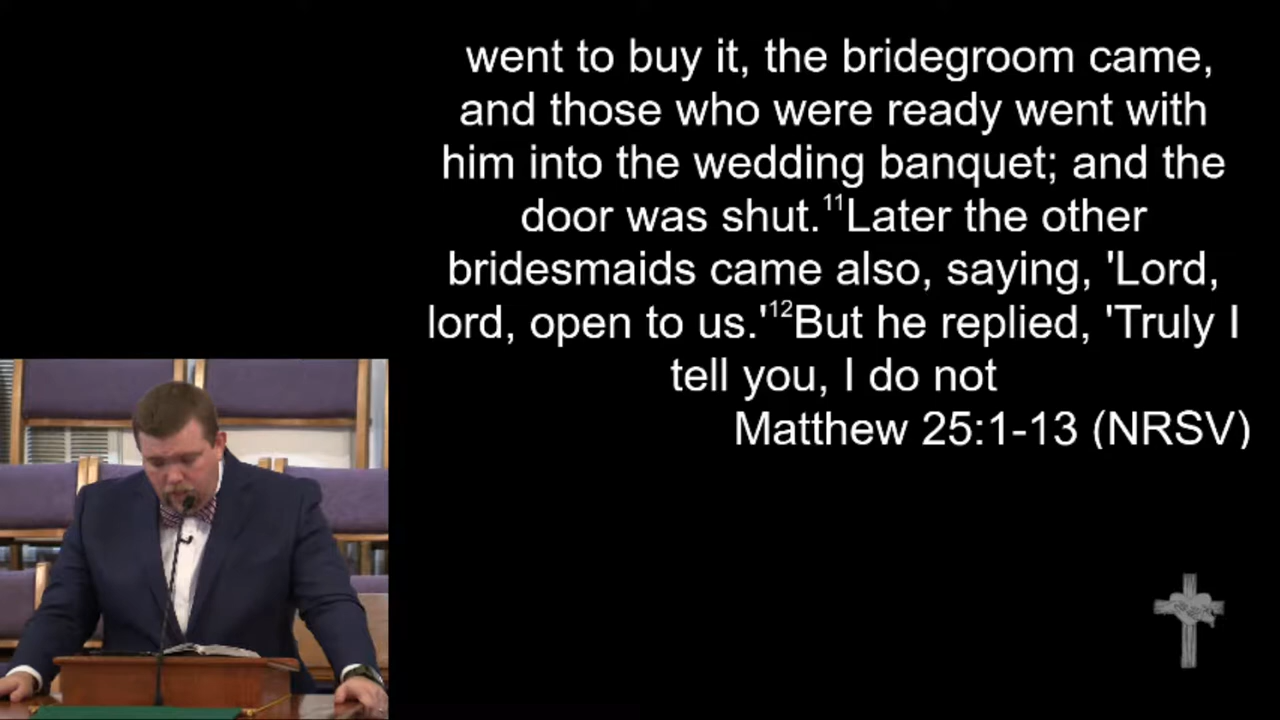 went to buy it, the bridegroom came,
and those who were ready went with
him into the wedding banquet; and the
door was shut.¹¹Later the other
bridesmaids came also, saying, 'Lord,
lord, open to us.'¹²But he replied, 'Truly I
tell you, I do not
Matthew 25:1-13 (NRSV)